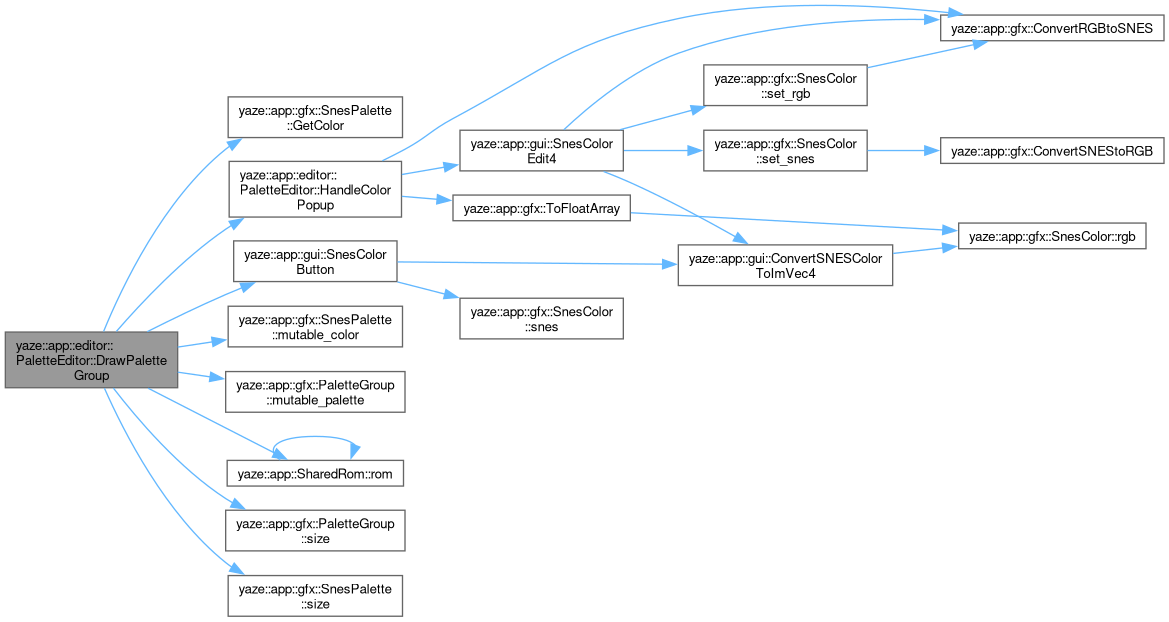 yaze::app::editor::
PaletteEditor::DrawPalette
Group
yaze::app::gfx::SnesPalette
::GetColor
yaze::app::editor::
PaletteEditor::HandleColor
Popup
yaze::app::gui::SnesColor
Button
yaze::app::gfx::SnesPalette
::mutable_color
yaze::app::gfx::PaletteGroup
::mutable_palette
yaze::app::SharedRom::rom
yaze::app::gfx::PaletteGroup
::size
yaze::app::gfx::SnesPalette
::size
yaze::app::gui::SnesColor
Edit4
yaze::app::gfx::ToFloatArray
yaze::app::gfx::SnesColor
::snes
yaze::app::gfx::SnesColor
::set_rgb
yaze::app::gfx::SnesColor
::set_snes
yaze::app::gui::ConvertSNESColor
ToImVec4
yaze::app::gfx::ConvertRGBtoSNES
yaze::app::gfx::ConvertSNEStoRGB
yaze::app::gfx::SnesColor::rgb